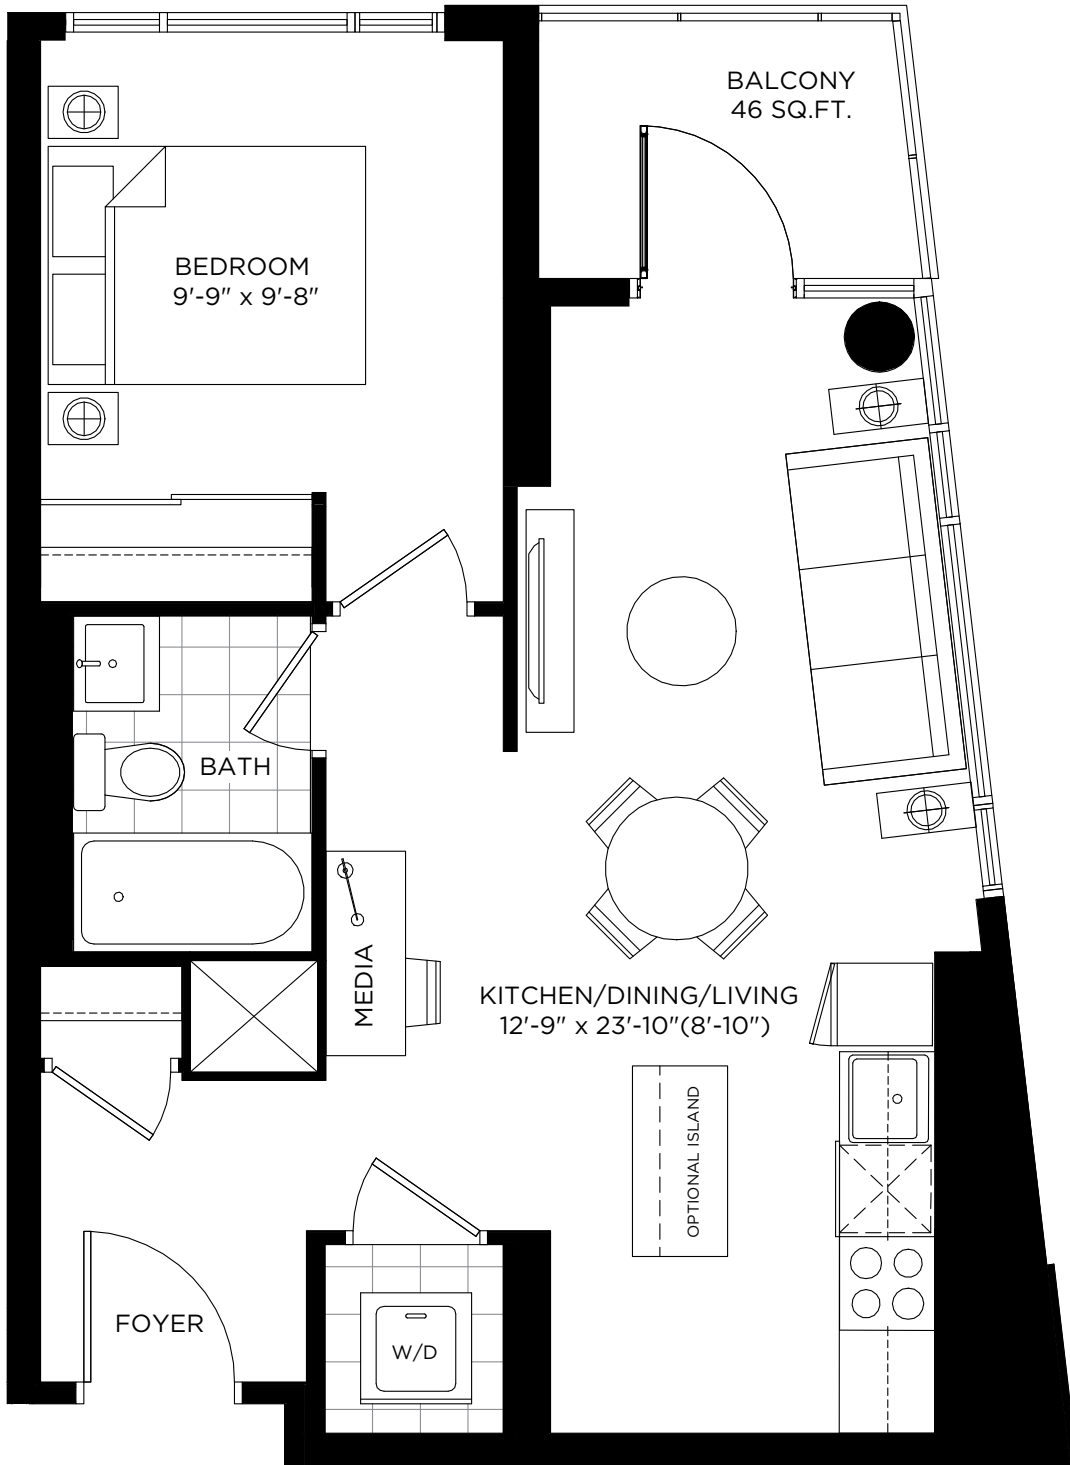 BALCONY
46 SQ.FT.
BEDROOM
9'-9" x 9'-8"
BATH
MEDIA
KITCHEN/DINING/LIVING
12'-9" x 23'-10"(8'-10")
OPTIONAL ISLAND
FOYER
W/D